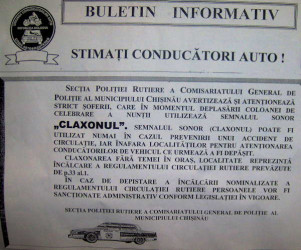 BULETIN INFORMATIV
STIMAȚI CONDUCĂTORI AUTO !
SECȚIA POLIȚIEI RUTIERE A COMISARIATULUI GENERAL DE
POLIȚIE AL MUNICIPIULUI CHIȘINĂU AVERTIZEAZĂ ȘI ATENȚIONEAZĂ
STRICT ȘOFERII, CARE ÎN MOMENTUL DEPLASĂRII COLOANEI DE
CELEBRARE A NUNȚII UTILIZEAZĂ SEMNALUL SONOR
„CLAXONUL”. SEMNALUL SONOR (CLAXONUL) POATE FI
UTILIZAT NUMAI ÎN CAZUL PREVENIRII UNUI ACCIDENT DE
CIRCULAȚIE, IAR ÎNAFARA LOCALITĂȚILOR PENTRU ATENȚIONAREA
CONDUCĂTORILOR DE VEHICUL CE URMEAZĂ A FI DEPĂȘIT.
CLAXONAREA FĂRĂ TEMEI ÎN ORAȘ, LOCALITATE REPREZINTĂ
ÎNCĂLCARE A REGULAMENTULUI CIRCULAȚIEI RUTIERE PREVĂZUTE
DE p.33 al.1.
ÎN CAZ DE DEPISTARE A ÎNCĂLCĂRII NOMINALIZATE A
REGULAMENTULUI CIRCULAȚIEI RUTIERE PERSOANELE VOR FI
SANCȚIONATE ADMINISTRATIV CONFORM LEGISLAȚIEI ÎN VIGOARE.
SECȚIA POLIȚIEI RUTIERE A COMISARIATULUI GENERAL DE POLIȚIE AL
MUNICIPIULUI CHIȘINĂU